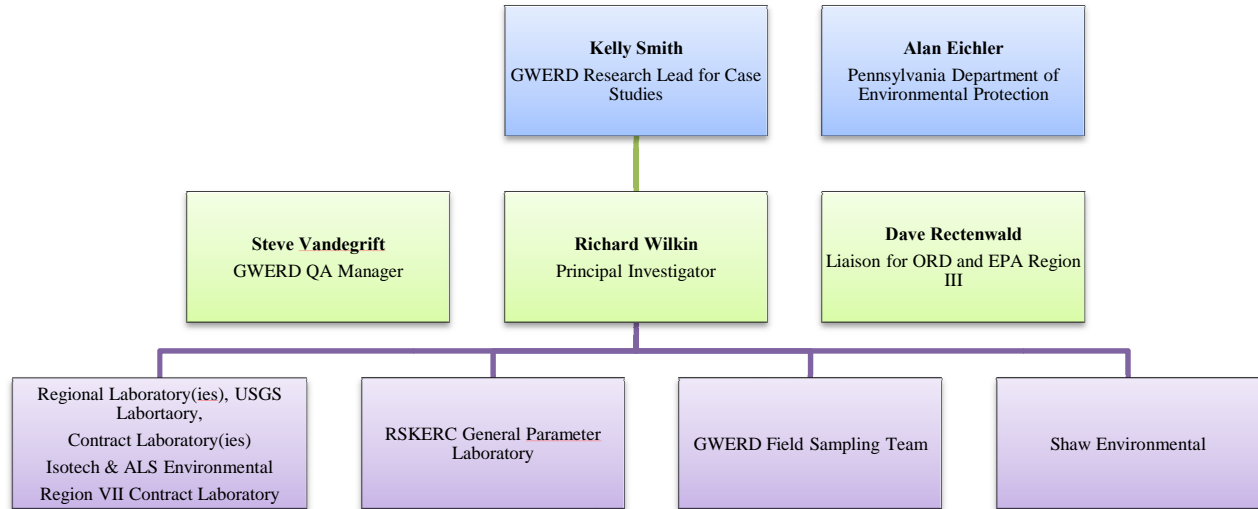 Kelly Smith
GWERD Research Lead for Case
Studies
Alan Eichler
Pennsylvania Department of
Environmental Protection
Steve Vandegrift
GWERD QA Manager
Richard Wilkin
Principal Investigator
Dave Rectenwald
Liaison for ORD and EPA Region
III
Regional Laboratory(ies), USGS
Labortaory,
Contract Laboratory(ies)
Isotech & ALS Environmental
Region VII Contract Laboratory
RSKERC General Parameter
Laboratory
GWERD Field Sampling Team
Shaw Environmental